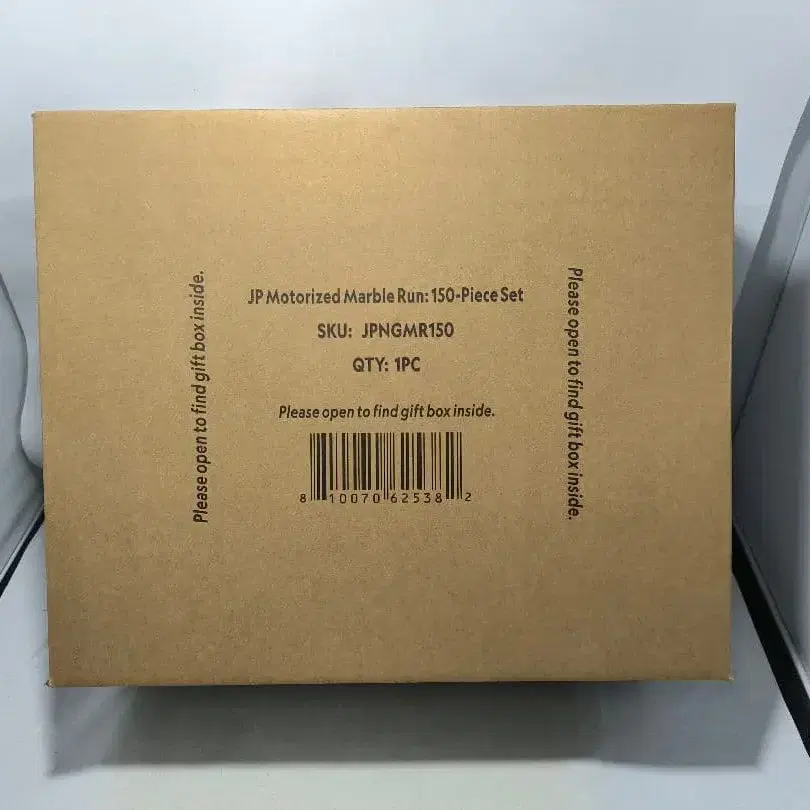 JP Motorized Marble Run: 150-Piece Set
SKU: JPNGMR150
QTY: 1PC
Please open to find gift box inside.
8 10070 62538 2
Please open to find gift box inside.
Please open to find gift box inside.